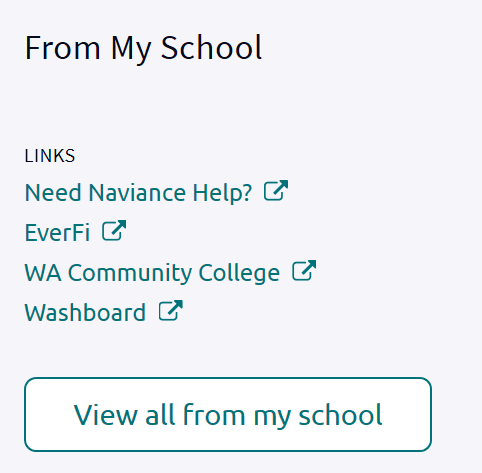 From My School
LINKS
Need Naviance Help?
EverFi
WA Community College
Washboard
View all from my school